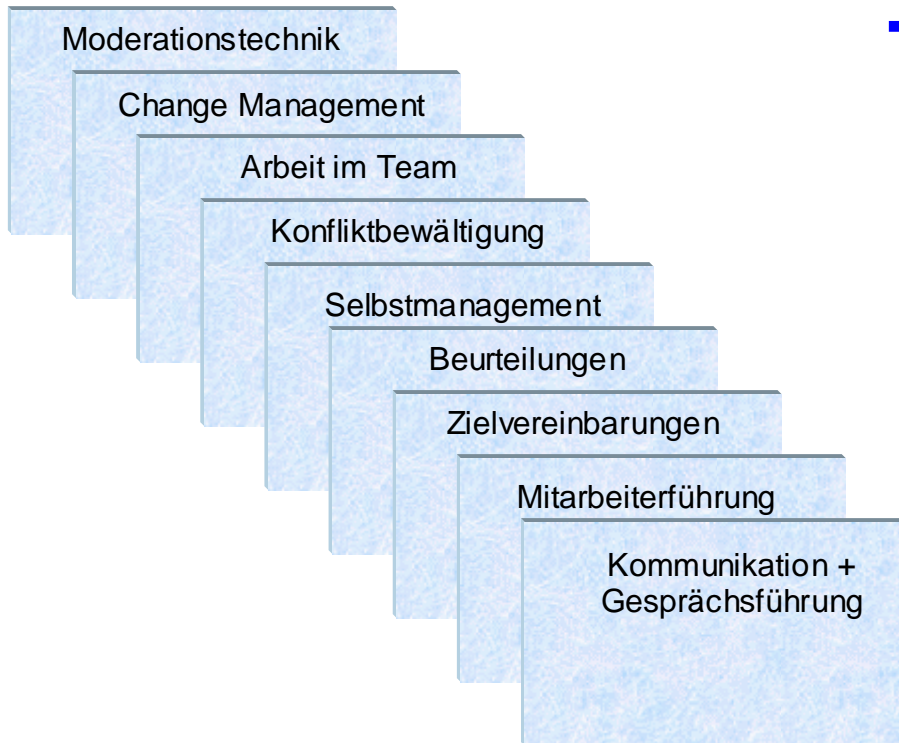 Moderationstechnik
Change Management
Arbeit im Team
Konfliktbewältigung
Selbstmanagement
Beurteilungen
Zielvereinbarungen
Mitarbeiterführung
Kommunikation +
Gesprächsführung